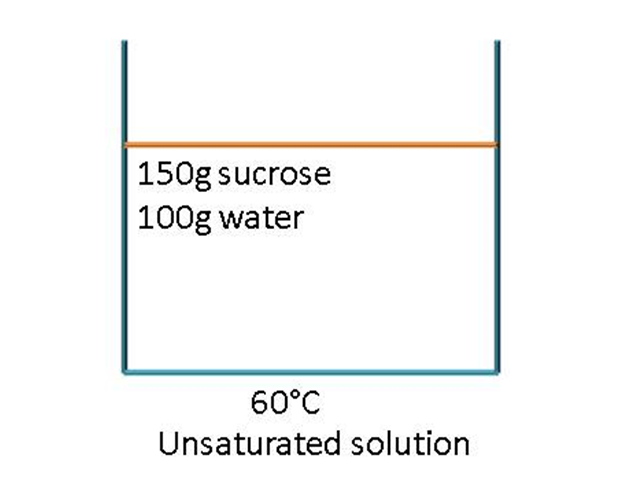 150g sucrose
100g water
60°C
Unsaturated solution